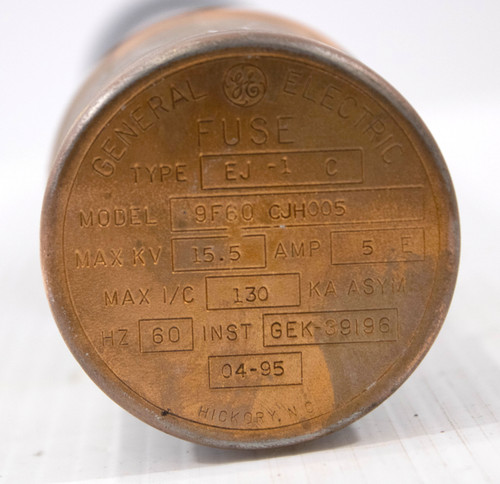 GENERAL GE ELECTRIC
FUSE
TYPE EJ-1 C
MODEL 9F60 CJH005
MAX KV 15.5 AMP 5 E
MAX I/C 130 KA ASYM
HZ 60 INST GEK-39196
04-95
HICKORY, N.C